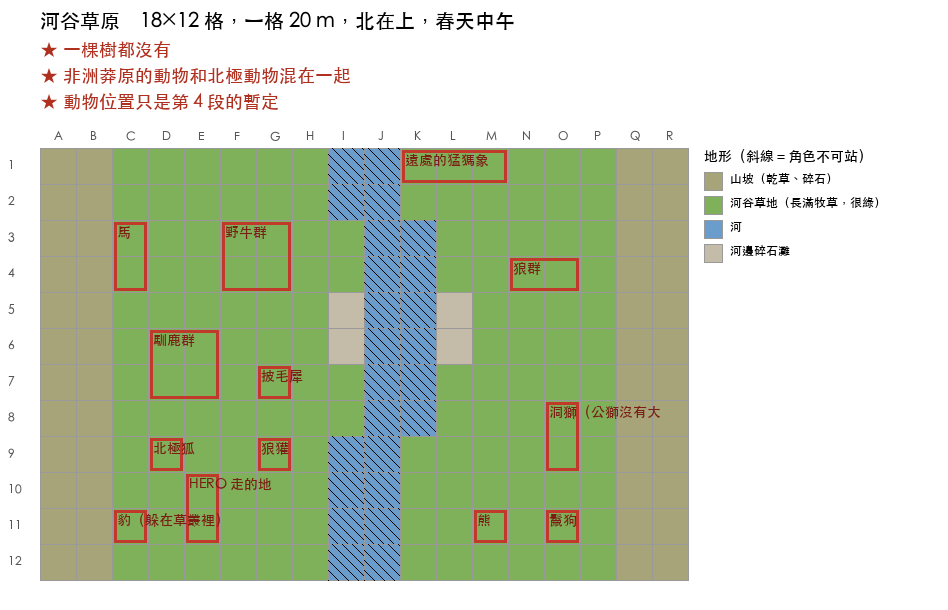 河谷草原　18×12 格，一格 20 m，北在上，春天中午
★ 一棵樹都沒有
★ 非洲莽原的動物和北極動物混在一起
★ 動物位置只是第 4 段的暫定
A B C D E F G H I J K L M N O P Q R
1
遠處的猛獁象
2
3
馬
野牛群
4
狼群
5
6
馴鹿群
7
披毛犀
8
洞獅（公獅沒有大
9
北極狐
狼獾
10
HERO 走的地
11
豹（躲在草叢裡）
熊
鬣狗
12
地形（斜線＝角色不可站）
山坡（乾草、碎石）
河谷草地（長滿牧草，很綠）
河
河邊碎石灘